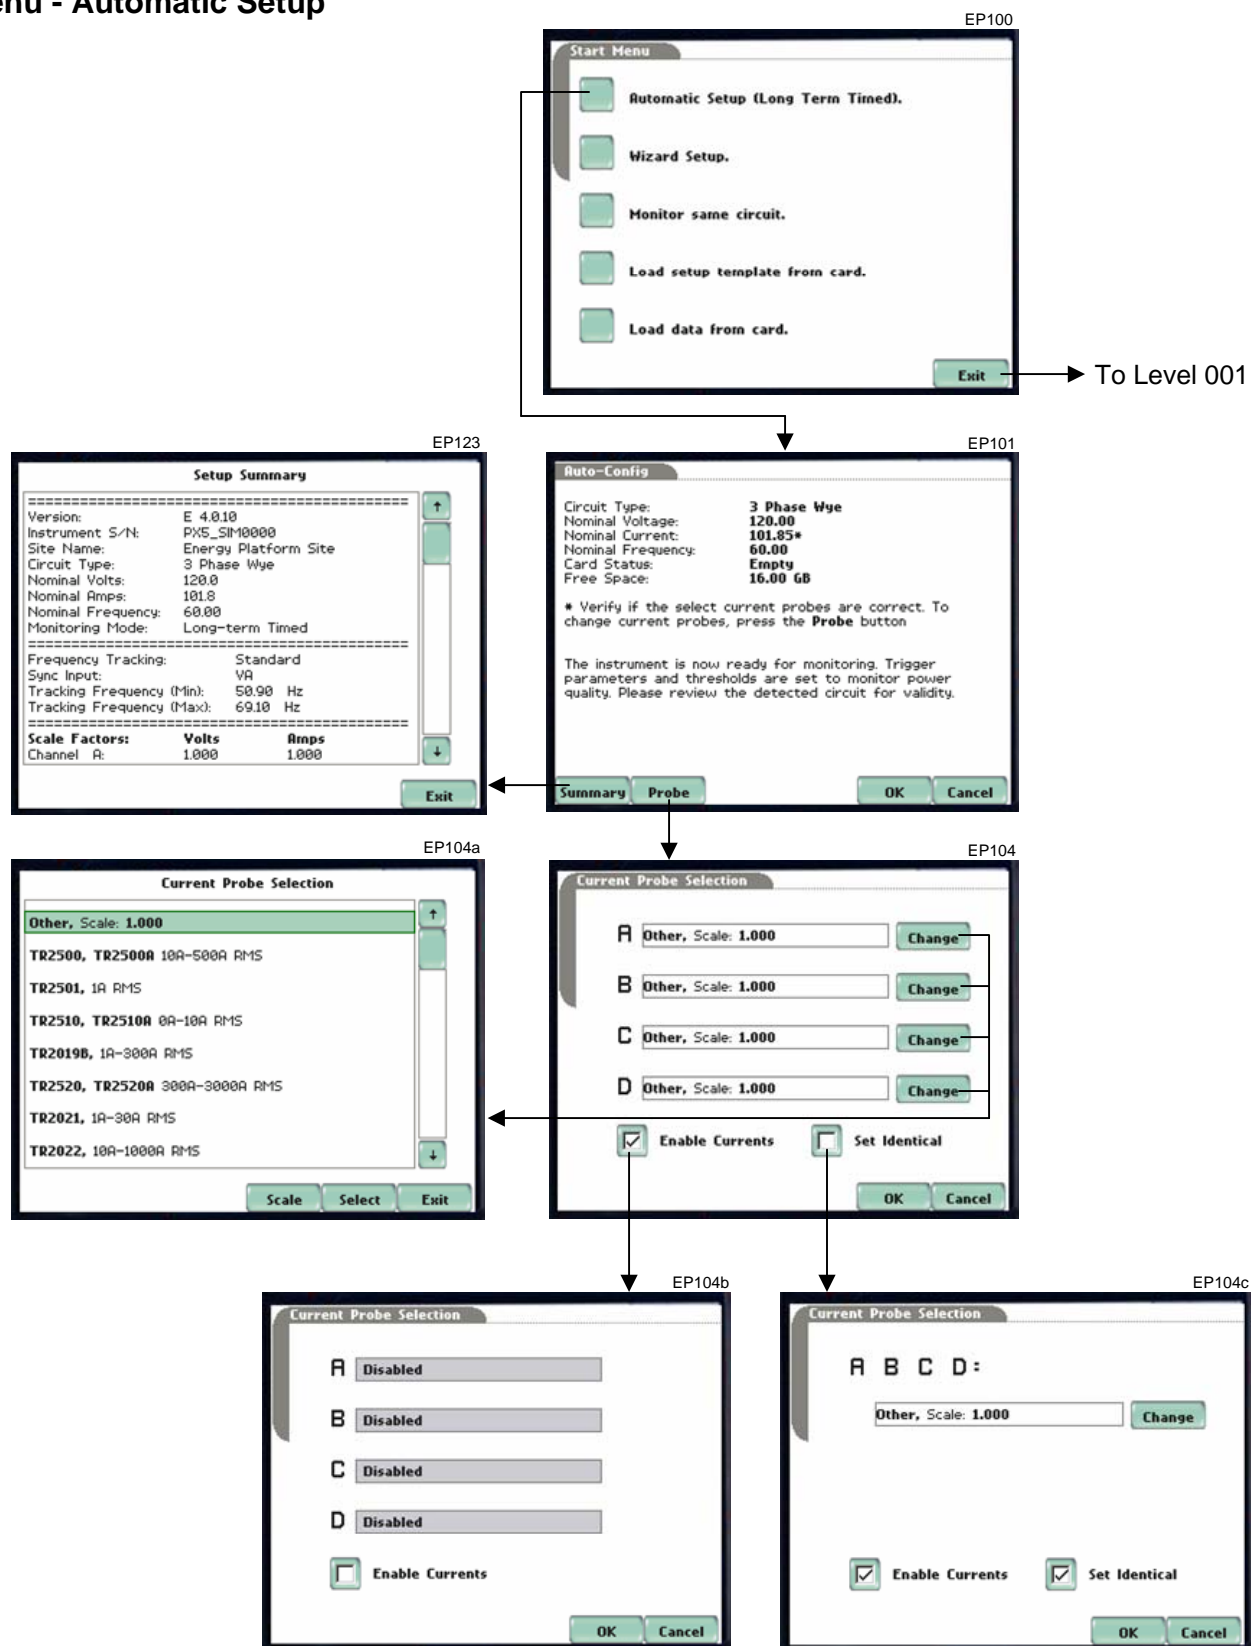 enu - Automatic Setup
EP100
Start Menu
Automatic Setup (Long Term Timed).
Wizard Setup.
Monitor same circuit.
Load setup template from card.
Load data from card.
Exit
To Level 001
EP123
Setup Summary
==================================================
Version: E 4.0.10
Instrument S/N: PX5_SIM0000
Site Name: Energy Platform Site
Circuit Type: 3 Phase Wye
Nominal Volts: 120.0
Nominal Amps: 101.8
Nominal Frequency: 60.00
Monitoring Mode: Long-term Timed
==================================================
Frequency Tracking: Standard
Sync Input: VA
Tracking Frequency (Min): 50.90 Hz
Tracking Frequency (Max): 69.10 Hz
==================================================
Scale Factors: Volts Amps
Channel A: 1.000 1.000
Exit
EP101
Auto-Config
Circuit Type: 3 Phase Wye
Nominal Voltage: 120.00
Nominal Current: 101.85*
Nominal Frequency: 60.00
Card Status: Empty
Free Space: 16.00 GB
* Verify if the select current probes are correct. To
change current probes, press the Probe button
The instrument is now ready for monitoring. Trigger
parameters and thresholds are set to monitor power
quality. Please review the detected circuit for validity.
Summary Probe OK Cancel
EP104a
Current Probe Selection
Other, Scale: 1.000
TR2500, TR2500A 10A-500A RMS
TR2501, 1A RMS
TR2510, TR2510A 0A-10A RMS
TR2019B, 1A-300A RMS
TR2520, TR2520A 300A-3000A RMS
TR2021, 1A-30A RMS
TR2022, 10A-1000A RMS
Scale Select Exit
EP104
Current Probe Selection
A Other, Scale: 1.000 Change
B Other, Scale: 1.000 Change
C Other, Scale: 1.000 Change
D Other, Scale: 1.000 Change
Enable Currents Set Identical
OK Cancel
EP104b
Current Probe Selection
A Disabled
B Disabled
C Disabled
D Disabled
Enable Currents
OK Cancel
EP104c
Current Probe Selection
A B C D:
Other, Scale: 1.000 Change
Enable Currents Set Identical
OK Cancel